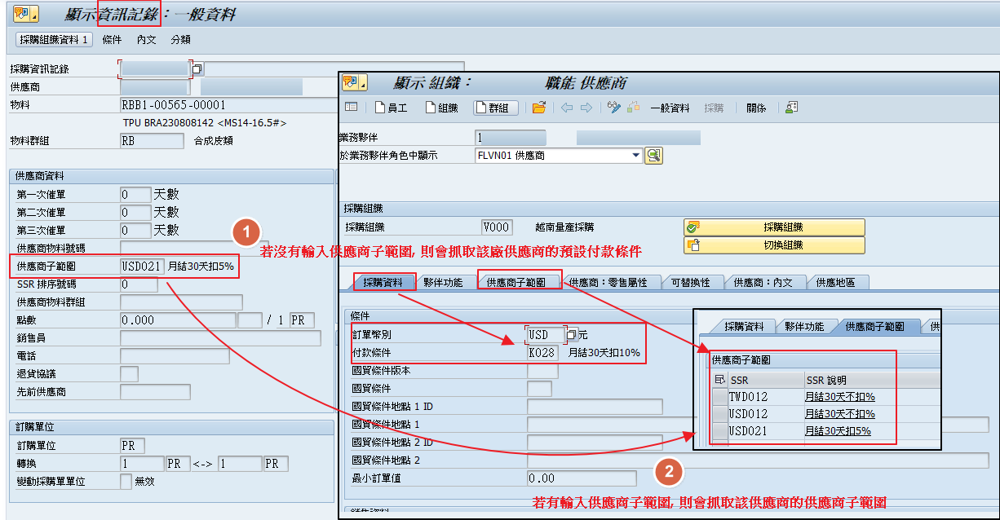 顯示資訊記錄：一般資料
採購組織資料 1 條件 內文 分類
採購資訊記錄
供應商
物料 RBB1-00565-00001
TPU BRA230808142 <MS14-16.5#>
物料群組 RB 合成皮類
供應商資料
第一次催單 0 天數
第二次催單 0 天數
第三次催單 0 天數
供應商物料號碼
供應商子範圍 USD021 月結30天扣5%
SSR 排序號碼 0
供應商物料群組
點數 0.000 / 1 PR
銷售員
電話
退貨協議
先前供應商
訂購單位
訂購單位 PR
轉換 1 PR <-> 1 PR
變動採購單單位 無效
1
若沒有輸入供應商子範圍, 則會抓取該廠供應商的預設付款條件
顯示 組織： 職能 供應商
員工 組織 群組 一般資料 採購 關係
業務夥伴 1
於業務夥伴角色中顯示 FLVN01 供應商
採購組織
採購組織 V000 越南量產採購 採購組織
切換組織
採購資料 夥伴功能 供應商子範圍 供應商：零售屬性 可替換性 供應商：內文 供應地區
條件
訂單幣別 USD 元
付款條件 K028 月結30天扣10%
國貿條件版本
國貿條件
國貿條件地點 1 ID
國貿條件地點 1
國貿條件地點 2 ID
國貿條件地點 2
最小訂單值 0.00
銷售資料
採購資料 夥伴功能 供應商子範圍 供
供應商子範圍
SSR SSR 說明
TWD012 月結30天不扣%
USD012 月結30天不扣%
USD021 月結30天扣5%
2
若有輸入供應商子範圍, 則會抓取該供應商的供應商子範圍